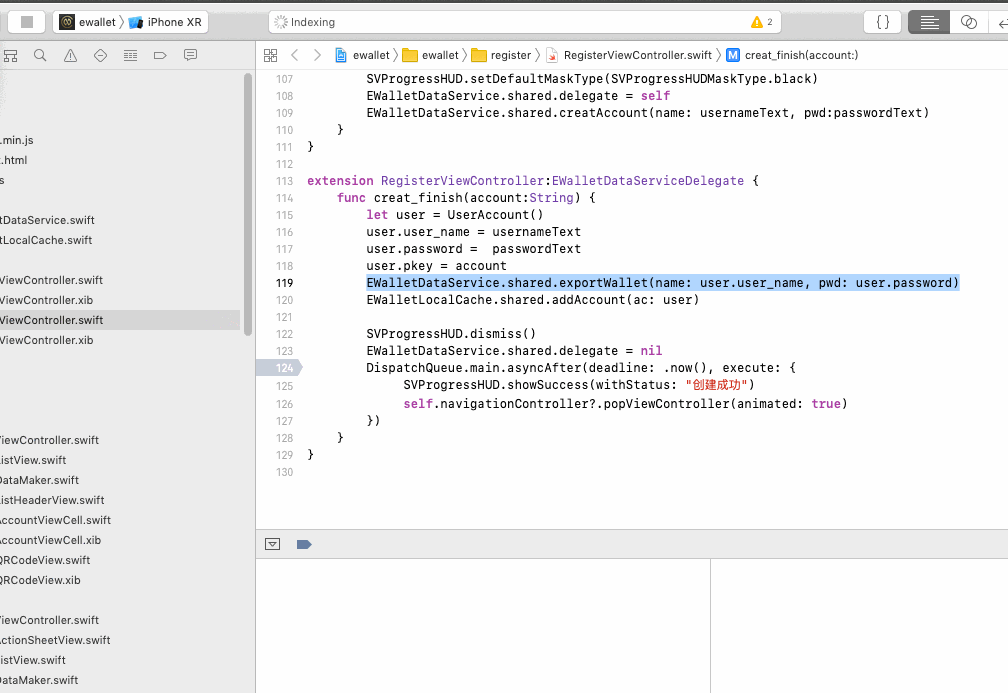 ewallet
iPhone XR
Indexing
2
{ }
ewallet
ewallet
register
RegisterViewController.swift
M
creat_finish(account:)
.min.js
.html
s
tDataService.swift
tLocalCache.swift
ViewController.swift
ViewController.xib
ViewController.swift
ViewController.xib
ViewController.swift
istView.swift
DataMaker.swift
istHeaderView.swift
AccountViewCell.swift
AccountViewCell.xib
QRCodeView.swift
QRCodeView.xib
ViewController.swift
ActionSheetView.swift
istView.swift
DataMaker.swift
107 SVProgressHUD.setDefaultMaskType(SVProgressHUDMaskType.black)
108 EWalletDataService.shared.delegate = self
109 EWalletDataService.shared.creatAccount(name: usernameText, pwd:passwordText)
110 }
111 }
112
113 extension RegisterViewController:EWalletDataServiceDelegate {
114 func creat_finish(account:String) {
115 let user = UserAccount()
116 user.user_name = usernameText
117 user.password =  passwordText
118 user.pkey = account
119 EWalletDataService.shared.exportWallet(name: user.user_name, pwd: user.password)
120 EWalletLocalCache.shared.addAccount(ac: user)
121
122 SVProgressHUD.dismiss()
123 EWalletDataService.shared.delegate = nil
124 DispatchQueue.main.asyncAfter(deadline: .now(), execute: {
125 SVProgressHUD.showSuccess(withStatus: "创建成功")
126 self.navigationController?.popViewController(animated: true)
127 })
128 }
129 }
130